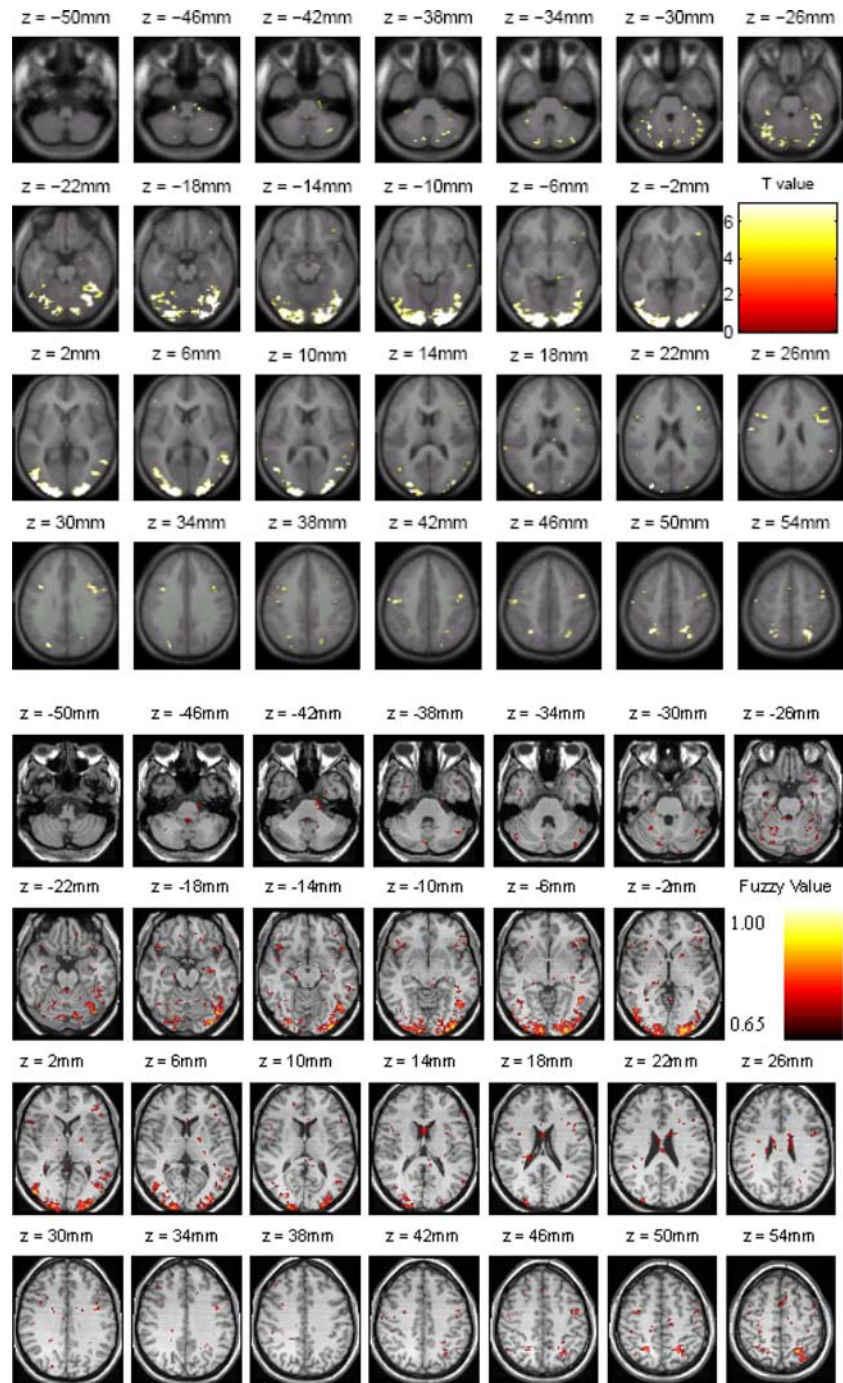 z = −50mm z = −46mm z = −42mm z = −38mm z = −34mm z = −30mm z = −26mm
z = −22mm z = −18mm z = −14mm z = −10mm z = −6mm z = −2mm T value
6
4
2
0
z = 2mm z = 6mm z = 10mm z = 14mm z = 18mm z = 22mm z = 26mm
z = 30mm z = 34mm z = 38mm z = 42mm z = 46mm z = 50mm z = 54mm
z = -50mm z = -46mm z = -42mm z = -38mm z = -34mm z = -30mm z = -26mm
z = -22mm z = -18mm z = -14mm z = -10mm z = -6mm z = -2mm Fuzzy Value
1.00
0.65
z = 2mm z = 6mm z = 10mm z = 14mm z = 18mm z = 22mm z = 26mm
z = 30mm z = 34mm z = 38mm z = 42mm z = 46mm z = 50mm z = 54mm